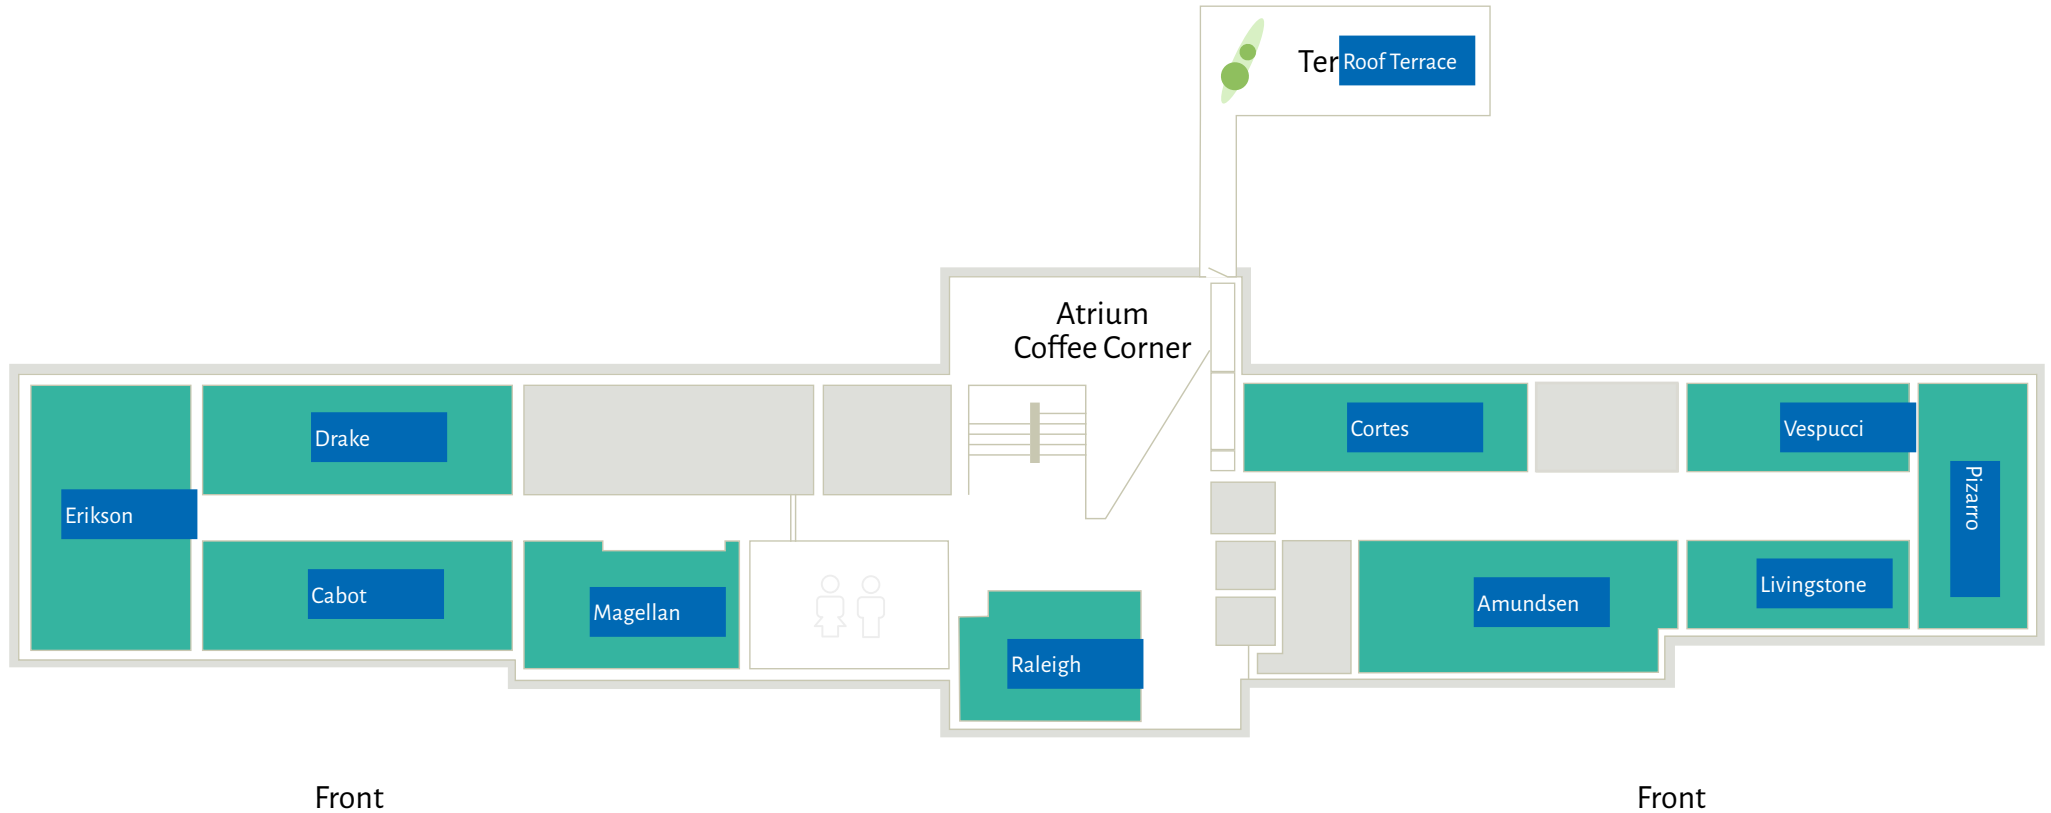 Ter
Roof Terrace
Atrium
Coffee Corner
Drake
Cortes
Vespucci
Erikson
Pizarro
Cabot
Magellan
Amundsen
Livingstone
Raleigh
Front
Front